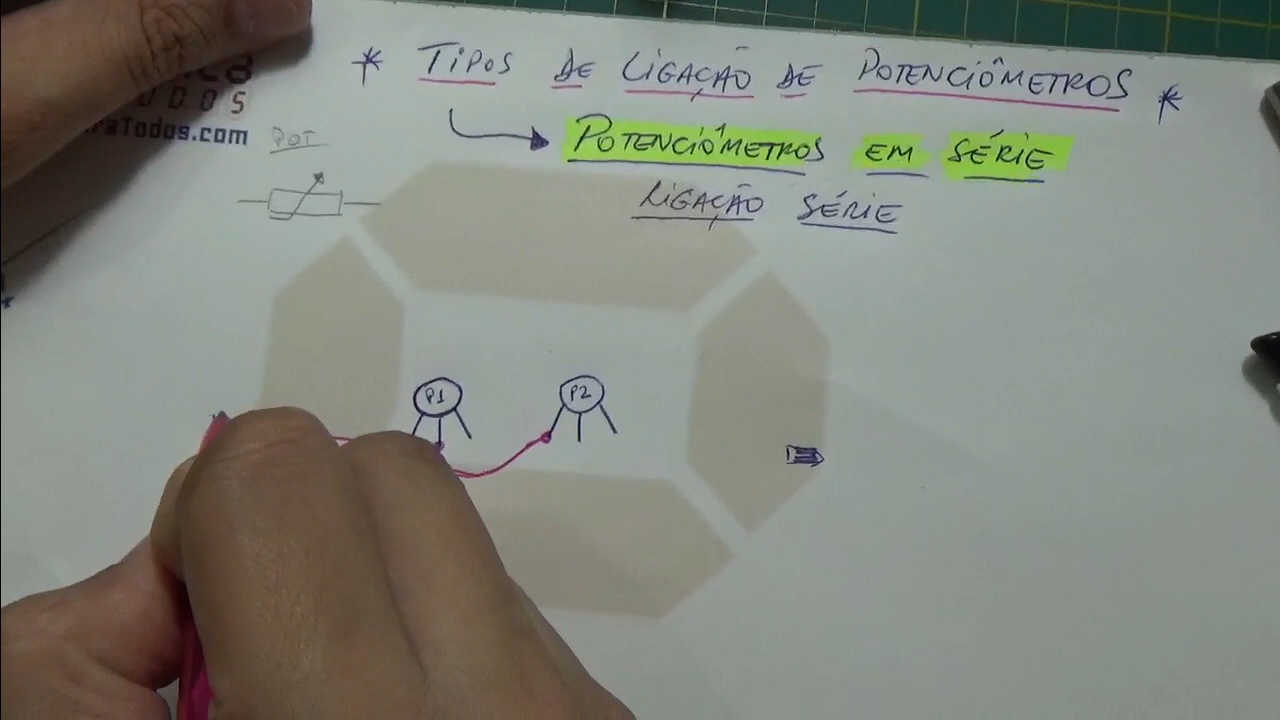 * TIPOS DE LIGAÇÃO DE POTENCIÔMETROS *
POTENCIÔMETROS EM SÉRIE
LIGAÇÃO SÉRIE
POT
P1
P2